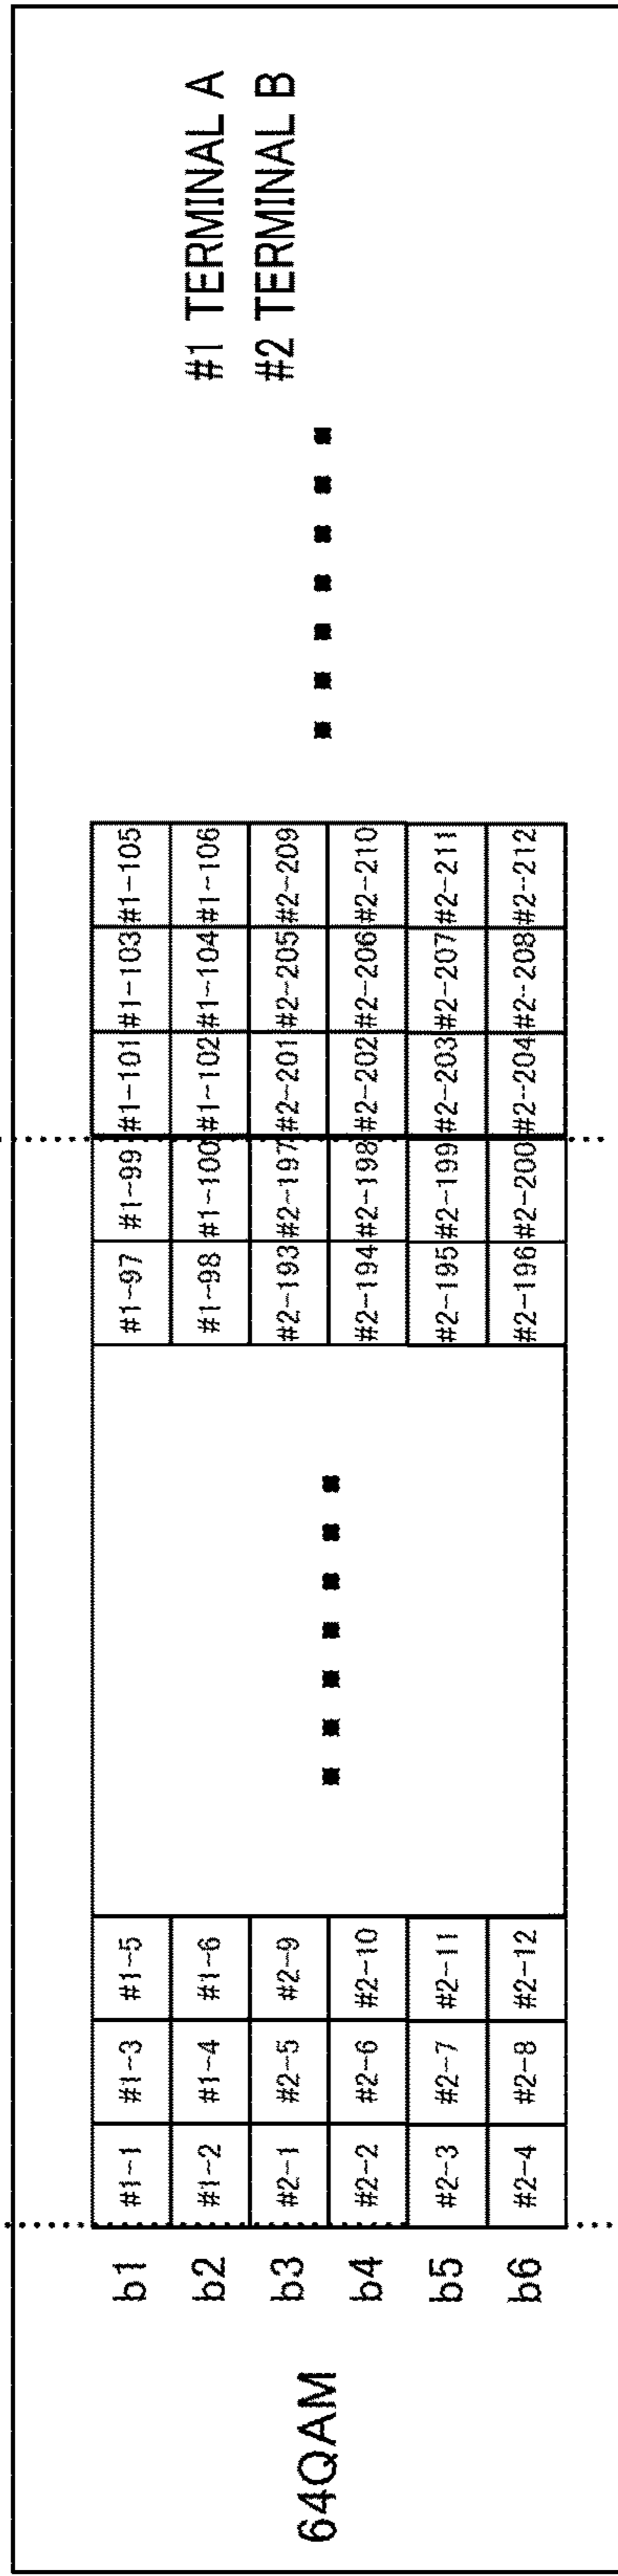 #1 TERMINAL A
#2 TERMINAL B
64QAM
b1 #1-1 #1-3 #1-5 #1-97 #1-99 #1-101 #1-103 #1-105
b2 #1-2 #1-4 #1-6 #1-98 #1-100 #1-102 #1-104 #1-106
b3 #2-1 #2-5 #2-9 #2-193 #2-197 #2-201 #2-205 #2-209
b4 #2-2 #2-6 #2-10 #2-194 #2-198 #2-202 #2-206 #2-210
b5 #2-3 #2-7 #2-11 #2-195 #2-199 #2-203 #2-207 #2-211
b6 #2-4 #2-8 #2-12 #2-196 #2-200 #2-204 #2-208 #2-212